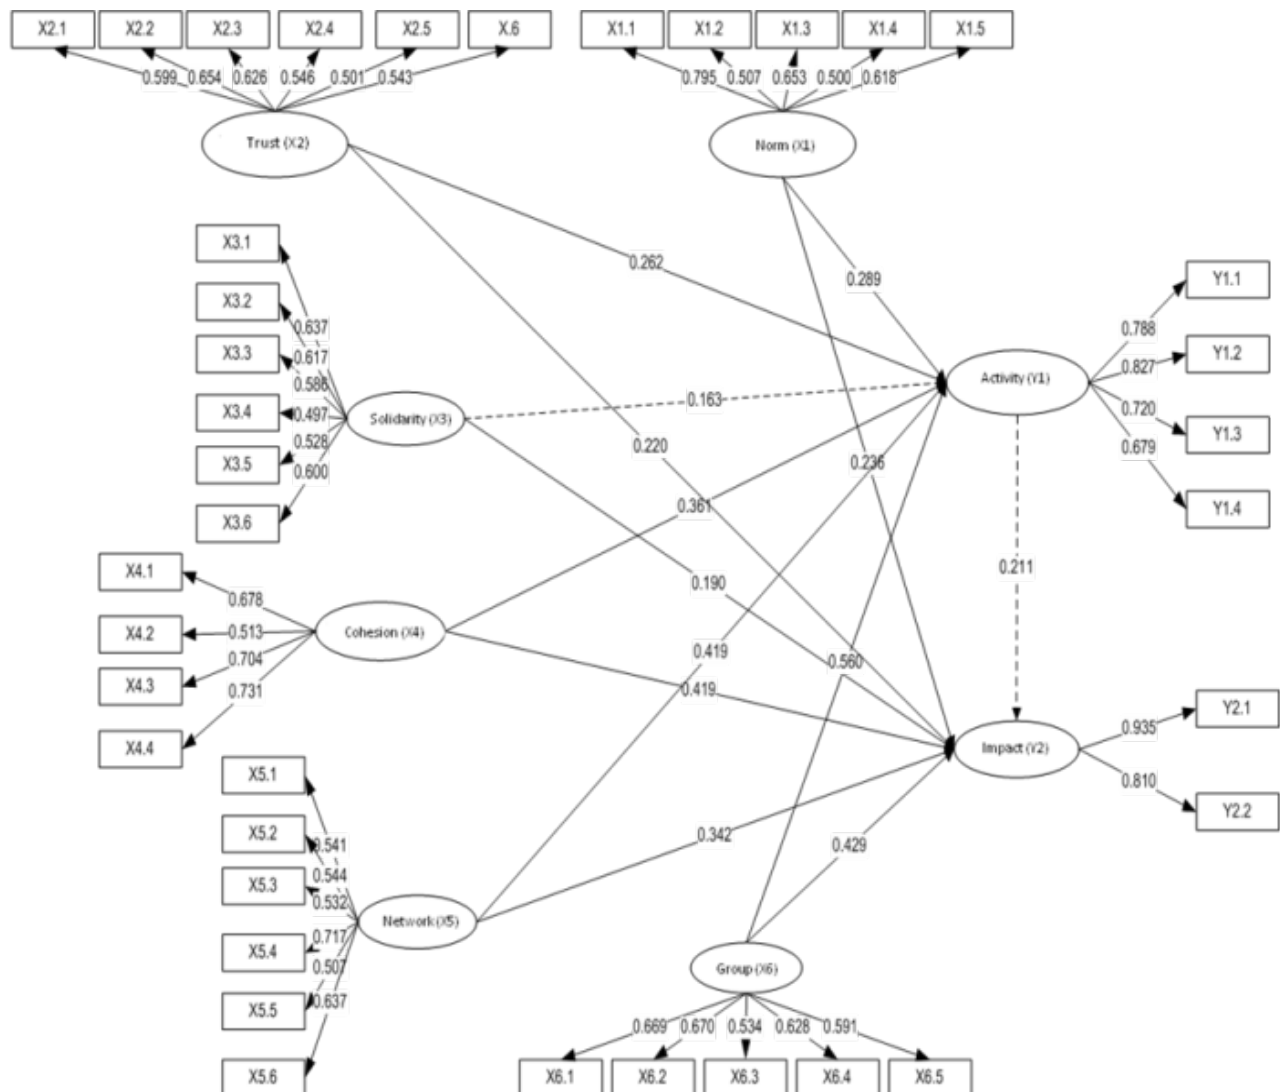 X2.1 X2.2 X2.3 X2.4 X2.5 X.6 X1.1 X1.2 X1.3 X1.4 X1.5
0.599 0.654 0.626 0.546 0.501 0.543 0.795 0.507 0.653 0.500 0.618
Trust (X2) Norm (X1)
X3.1
X3.2
X3.3
X3.4
X3.5
X3.6
0.637
0.617
0.586
0.497
0.528
0.600
Solidarity (X3)
0.262
0.289
0.163
0.220
0.236
0.361
0.190
0.419
0.419
0.560
0.342
0.429
0.211
Activity (Y1)
0.788
0.827
0.720
0.679
Y1.1
Y1.2
Y1.3
Y1.4
X4.1
X4.2
X4.3
X4.4
0.678
0.513
0.704
0.731
Cohesion (X4)
Impact (Y2)
0.935
0.810
Y2.1
Y2.2
X5.1
X5.2
X5.3
X5.4
X5.5
X5.6
0.541
0.544
0.532
0.717
0.507
0.637
Network (X5)
Group (X6)
0.669 0.670 0.534 0.628 0.591
X6.1 X6.2 X6.3 X6.4 X6.5